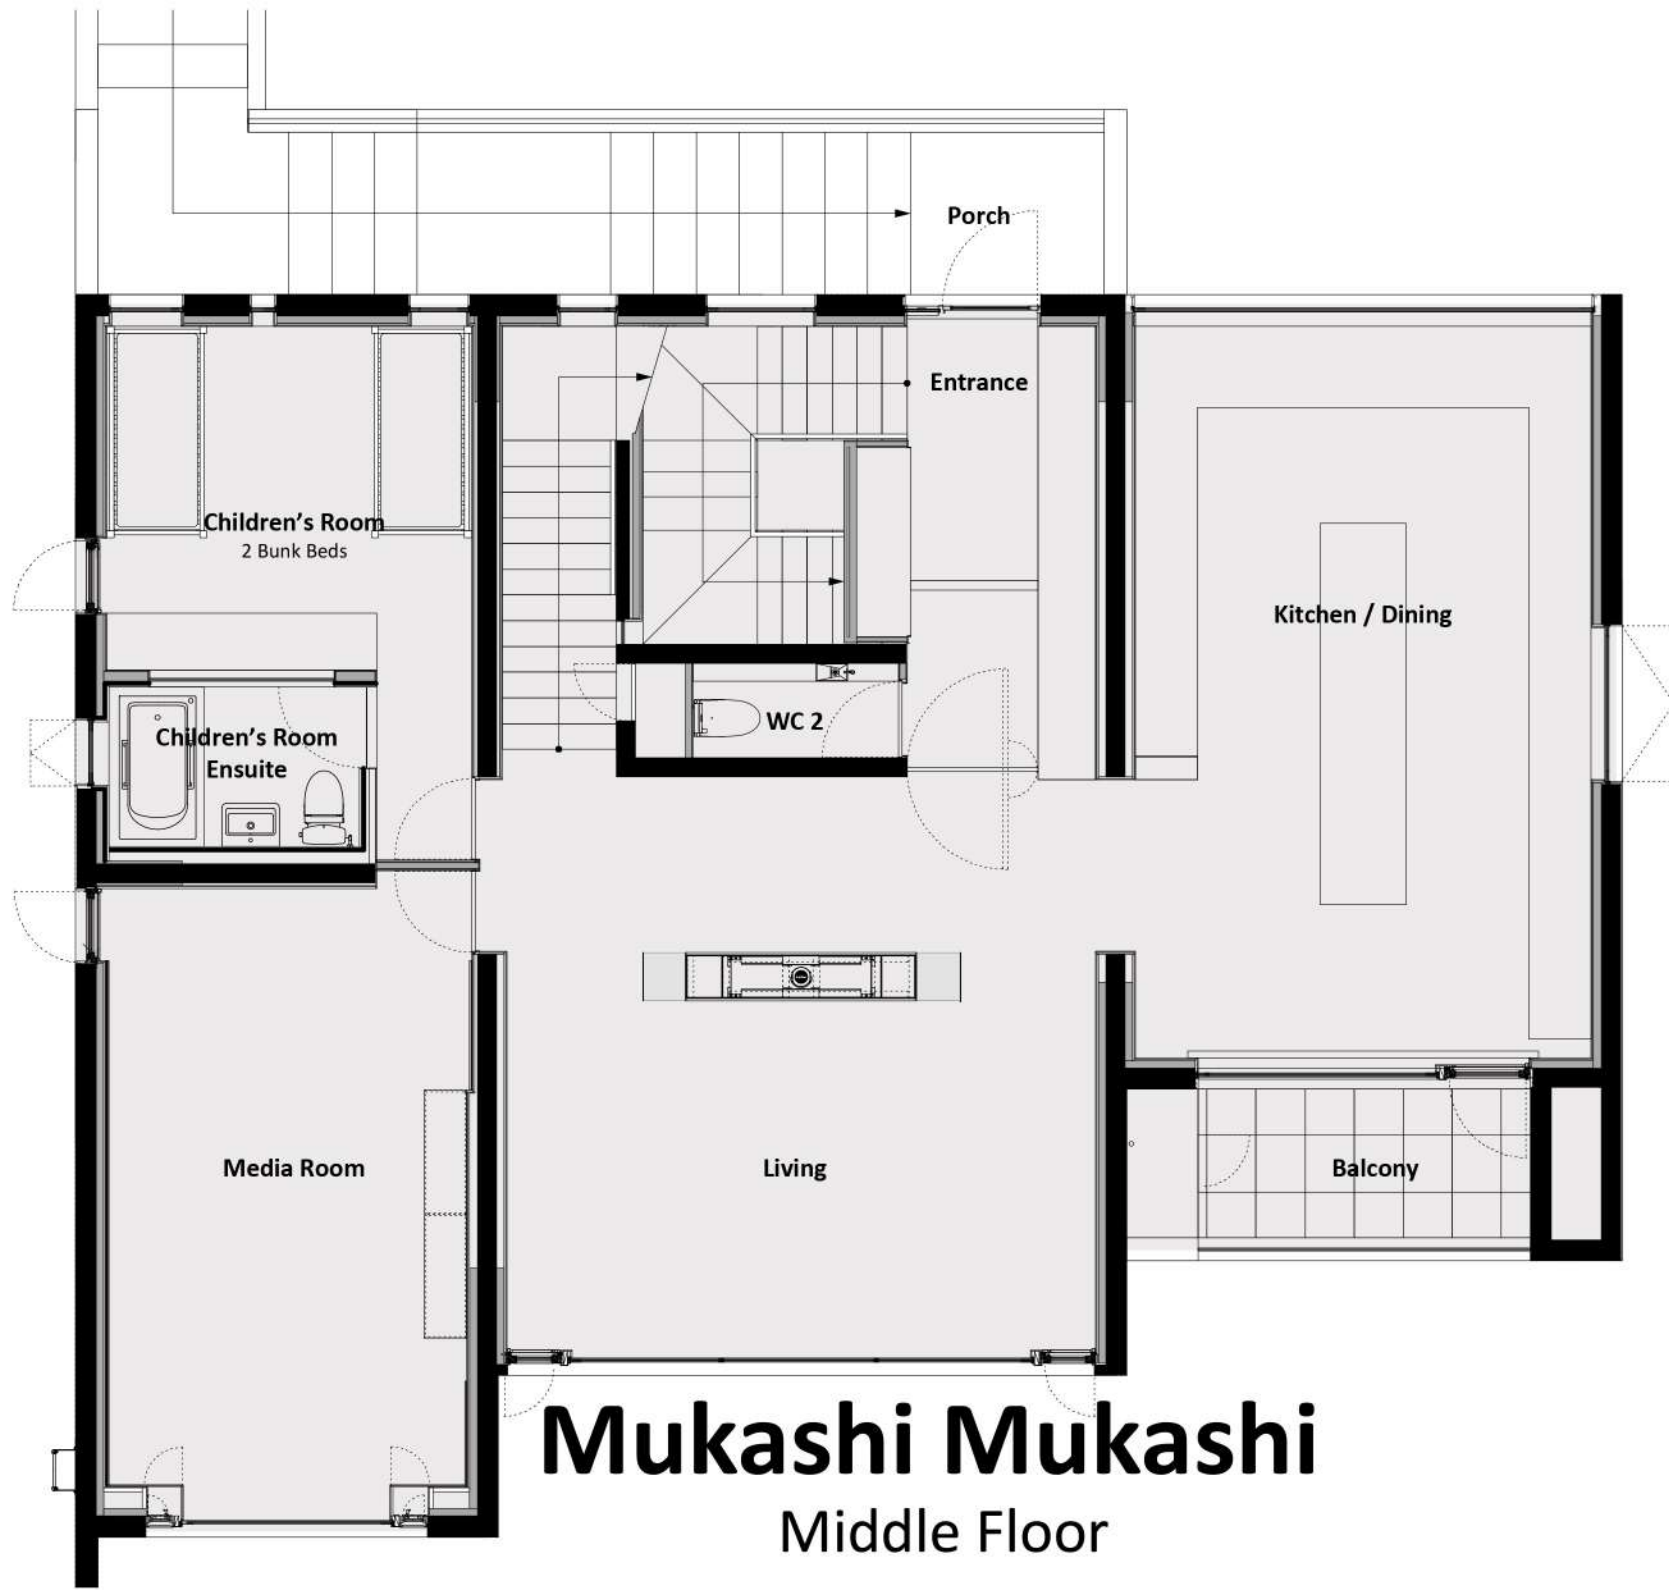 Porch
Entrance
Children’s Room
2 Bunk Beds
Kitchen / Dining
WC 2
Children’s Room
Ensuite
Media Room
Living
Balcony
Mukashi Mukashi
Middle Floor